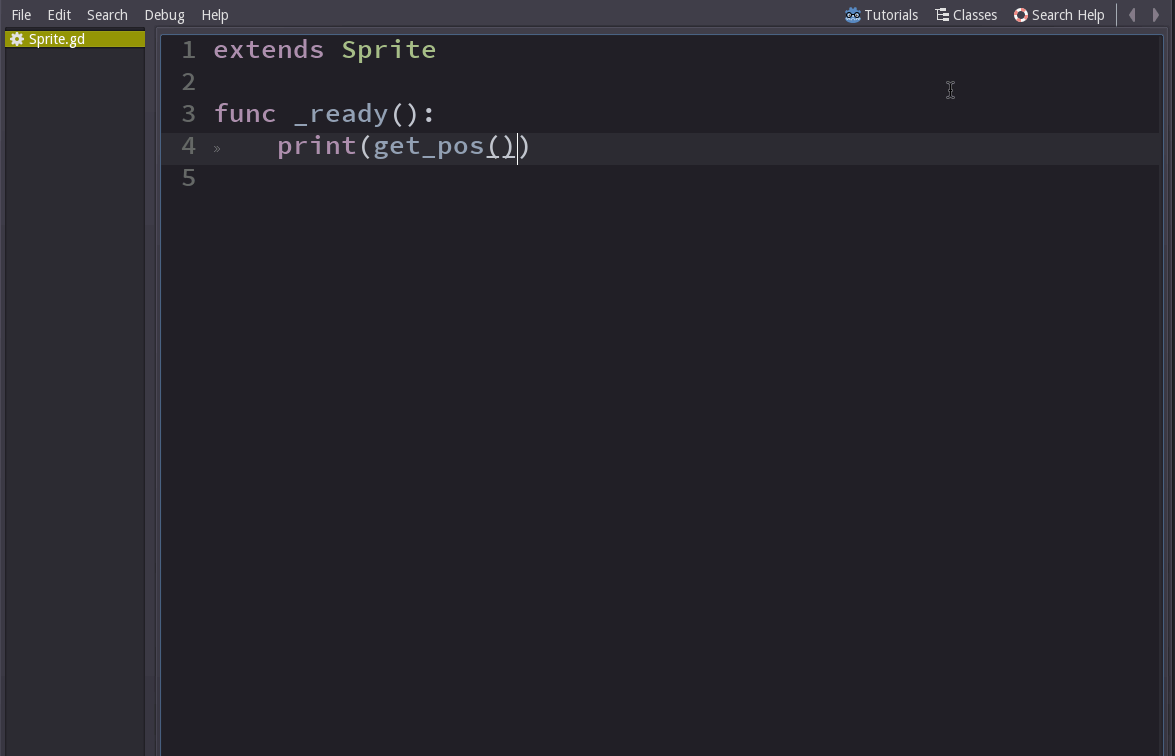 File Edit Search Debug Help Tutorials Classes Search Help
Sprite.gd
1 extends Sprite
2
3 func _ready():
4 » print(get_pos())
5